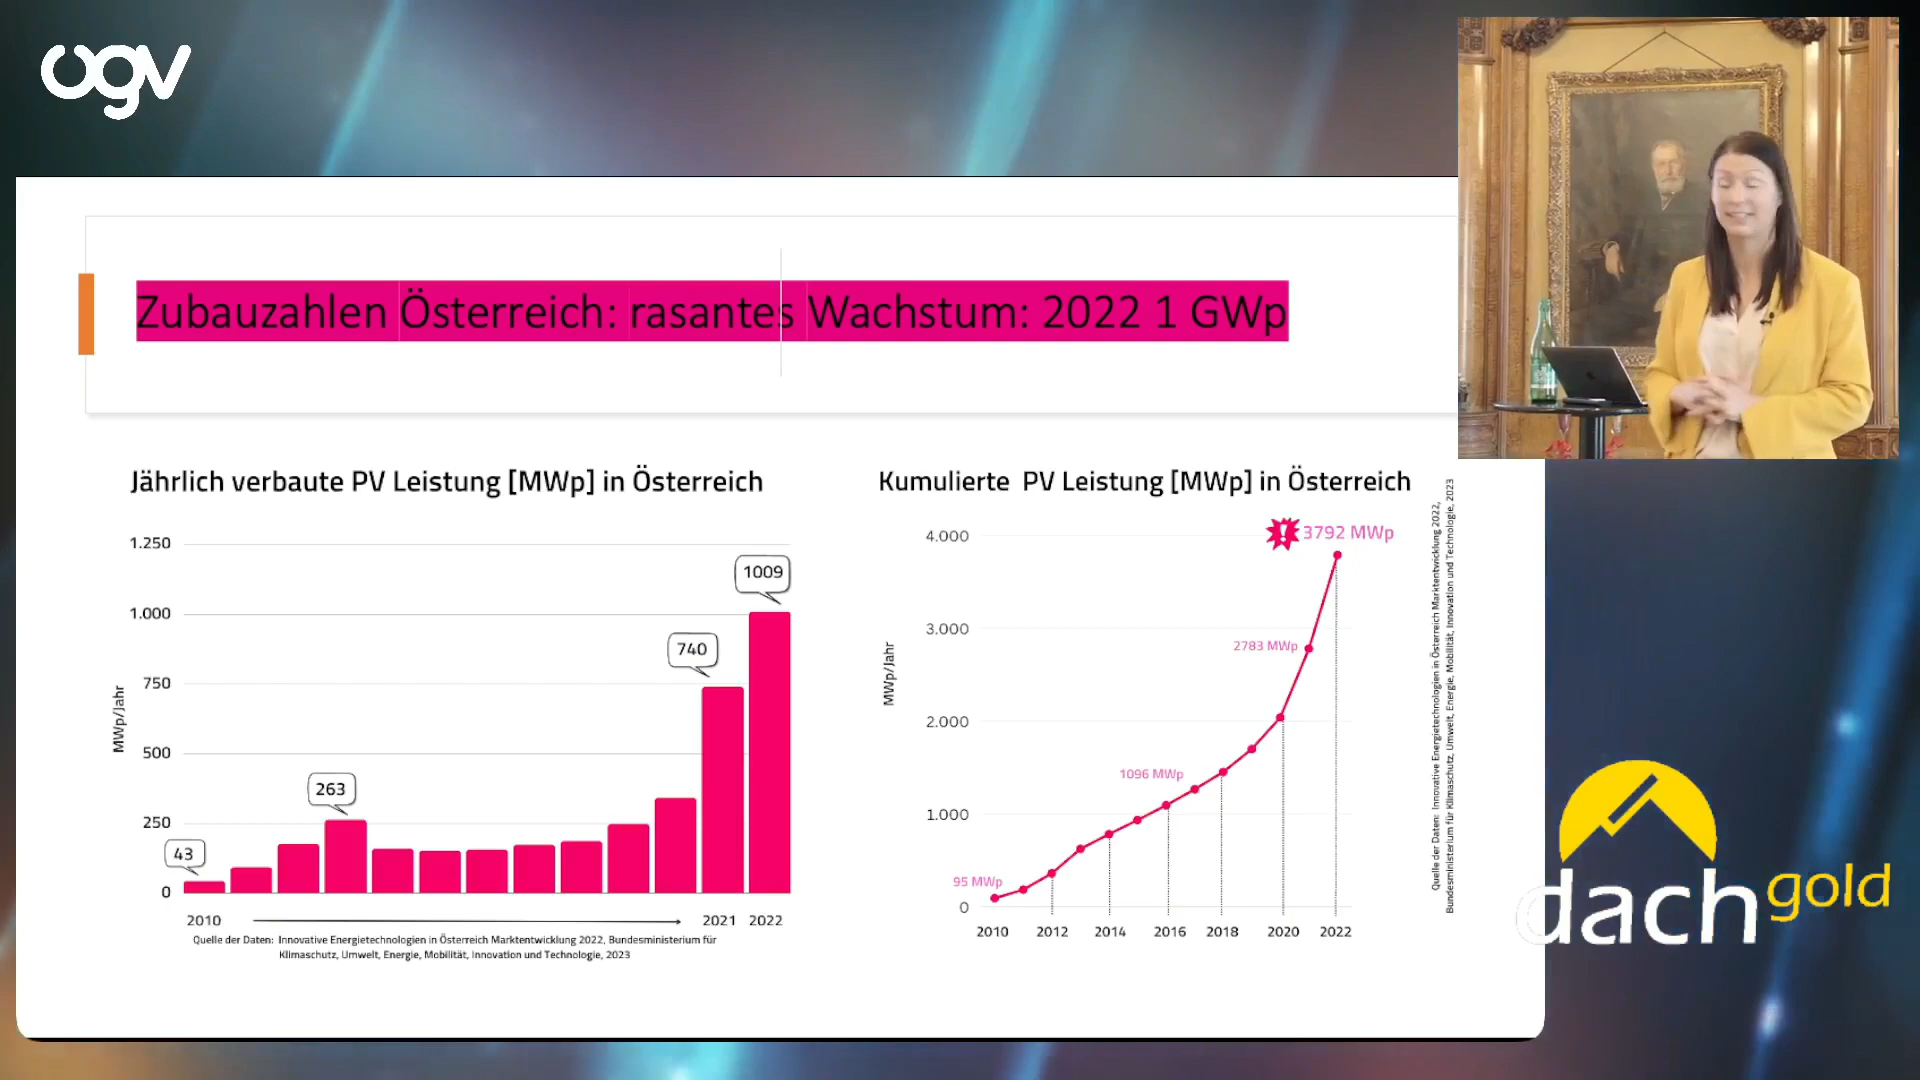 ogv
Zubauzahlen Österreich: rasantes Wachstum: 2022 1 GWp
Jährlich verbaute PV Leistung [MWp] in Österreich
1.250
1.000
750
500
250
0
MWp/Jahr
43
263
740
1009
2010
2021
2022
Quelle der Daten: Innovative Energietechnologien in Österreich Marktentwicklung 2022, Bundesministerium für
Klimaschutz, Umwelt, Energie, Mobilität, Innovation und Technologie, 2023
Kumulierte PV Leistung [MWp] in Österreich
4.000
3.000
2.000
1.000
0
MWp/Jahr
95 MWp
1096 MWp
2783 MWp
! 3792 MWp
2010
2012
2014
2016
2018
2020
2022
Quelle der Daten: Innovative Energietechnologien in Österreich Marktentwicklung 2022,
Bundesministerium für Klimaschutz, Umwelt, Energie, Mobilität, Innovation und Technologie, 2023
dachgold